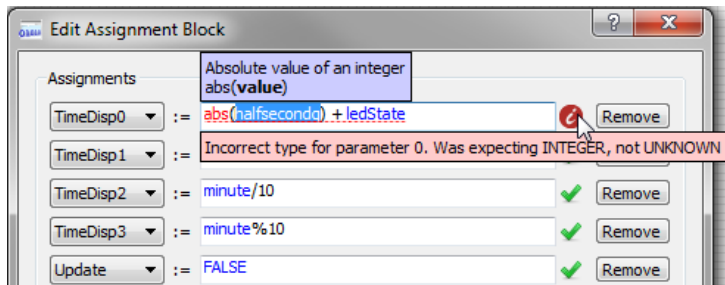 Edit Assignment Block
Absolute value of an integer
abs(value)
Assignments
TimeDisp0 := abs(halfsecondq) + ledState Remove
Incorrect type for parameter 0. Was expecting INTEGER, not UNKNOWN
TimeDisp1 :=
TimeDisp2 := minute/10 Remove
TimeDisp3 := minute%10 Remove
Update := FALSE Remove